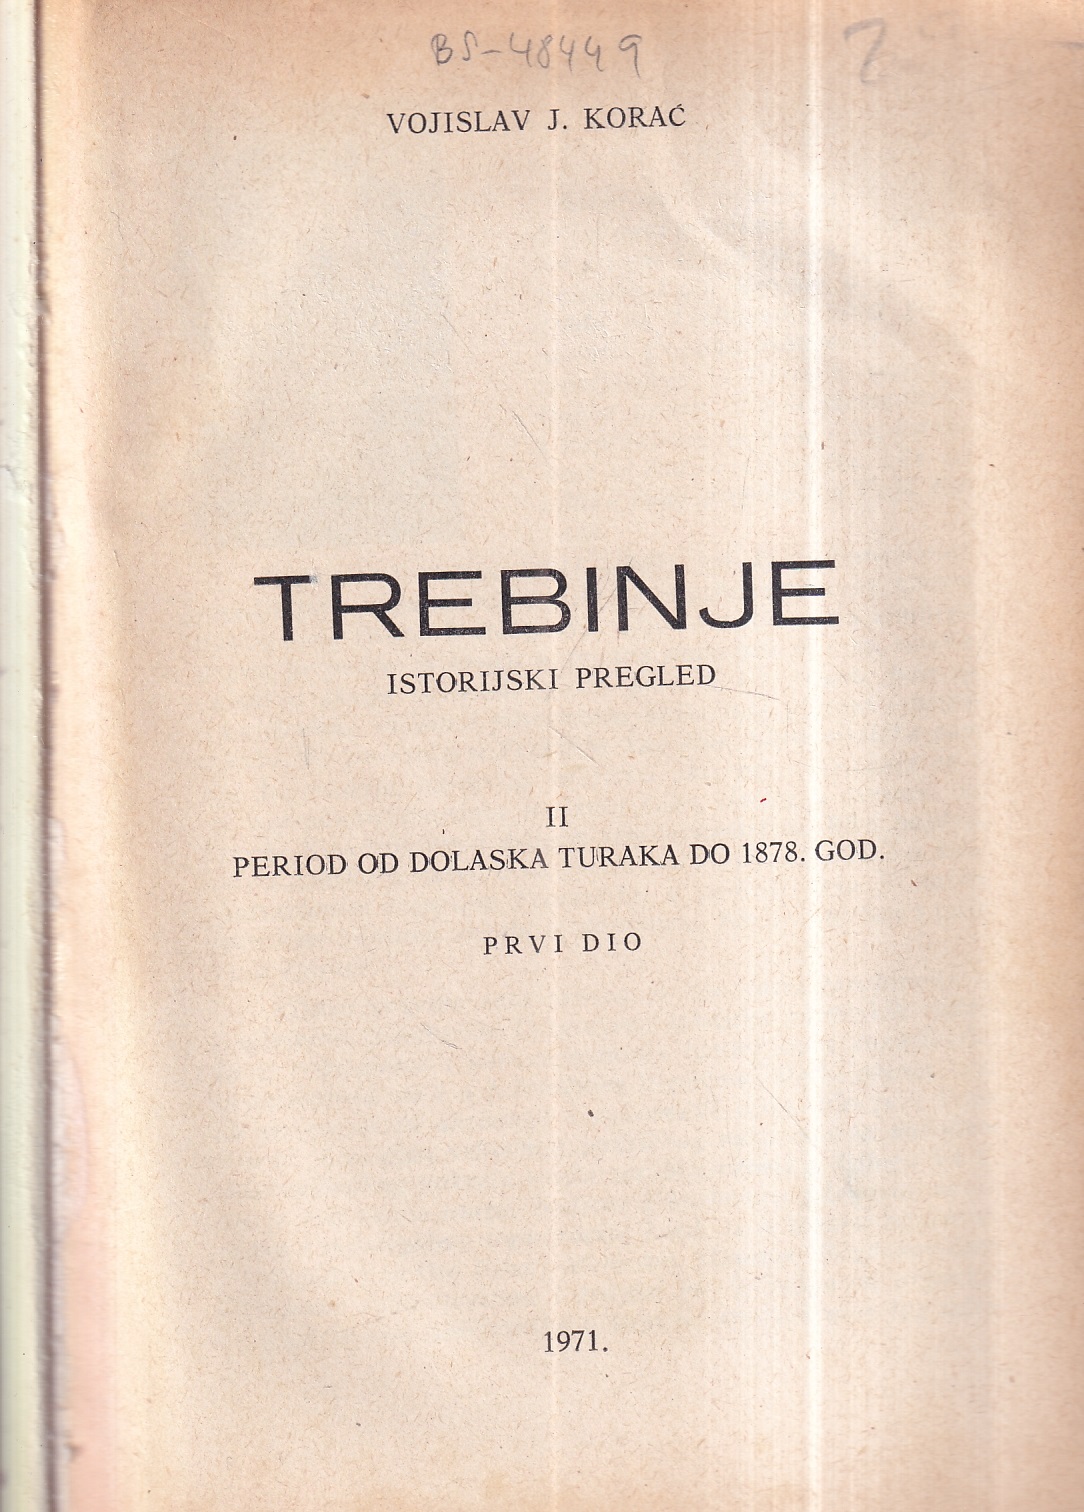 BS-48449
VOJISLAV J. KORAĆ
TREBINJE
ISTORIJSKI PREGLED
II
PERIOD OD DOLASKA TURAKA DO 1878. GOD.
PRVI DIO
1971.